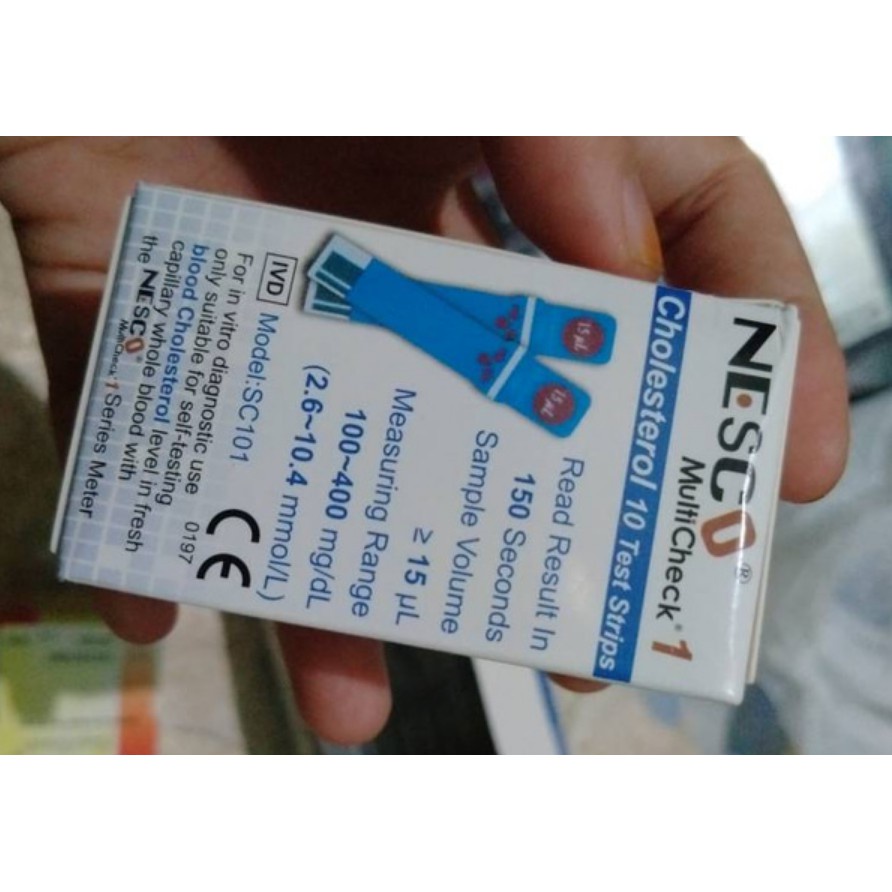 NESCO®
MultiCheck®1
Cholesterol 10 Test Strips
15 µL
15 µL
Read Result In
150 Seconds
Sample Volume
≥ 15 µL
Measuring Range
100~400 mg/dL
(2.6~10.4 mmol/L)
IVD Model:SC101
CE
0197
For in vitro diagnostic use
only suitable for self-testing
blood Cholesterol level in fresh
capillary whole blood with
the NESCO® MultiCheck®1 Series Meter